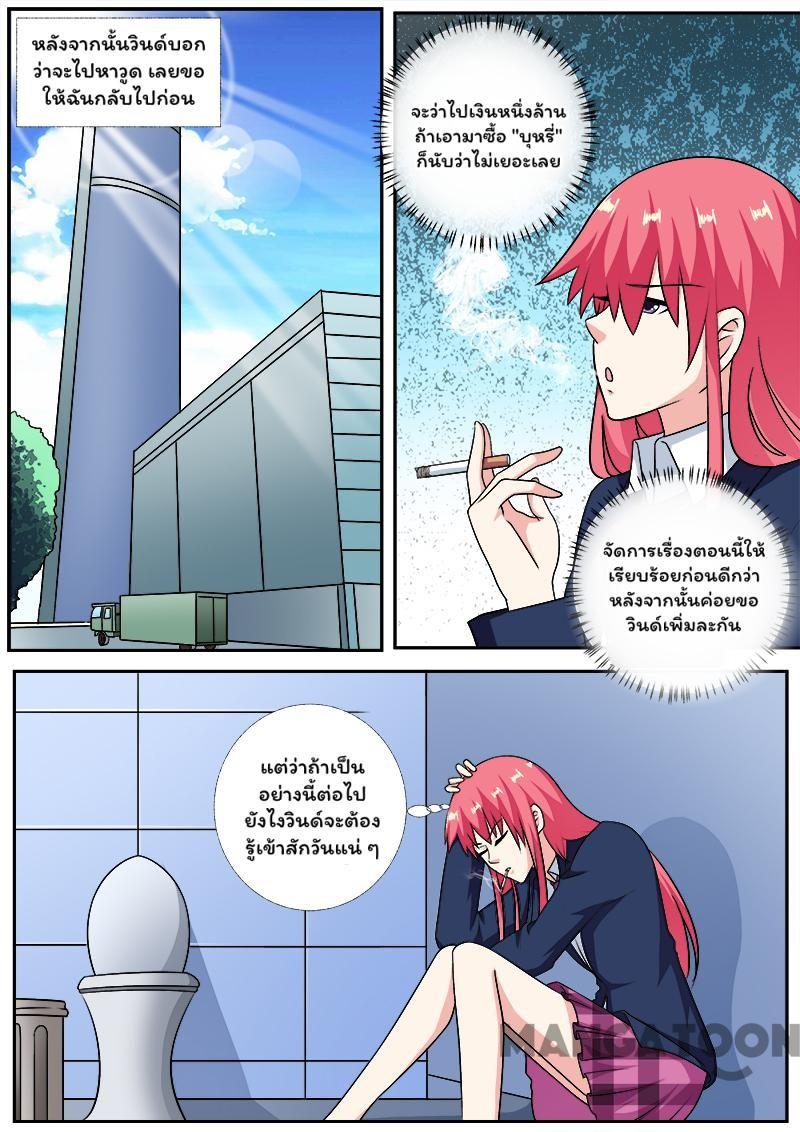 หลังจากนั้นวินด์บอก
ว่าจะไปหาวูด เลยขอ
ให้ฉันกลับไปก่อน
จะว่าไปเงินหนึ่งล้าน
ถ้าเอามาซื้อ "บุหรี่"
ก็นับว่าไม่เยอะเลย
จัดการเรื่องตอนนี้ให้
เรียบร้อยก่อนดีกว่า
หลังจากนั้นค่อยขอ
วินด์เพิ่มละกัน
แต่ว่าถ้าเป็น
อย่างนี้ต่อไป
ยังไงวินด์จะต้อง
รู้เข้าสักวันแน่ ๆ
MANGATOON